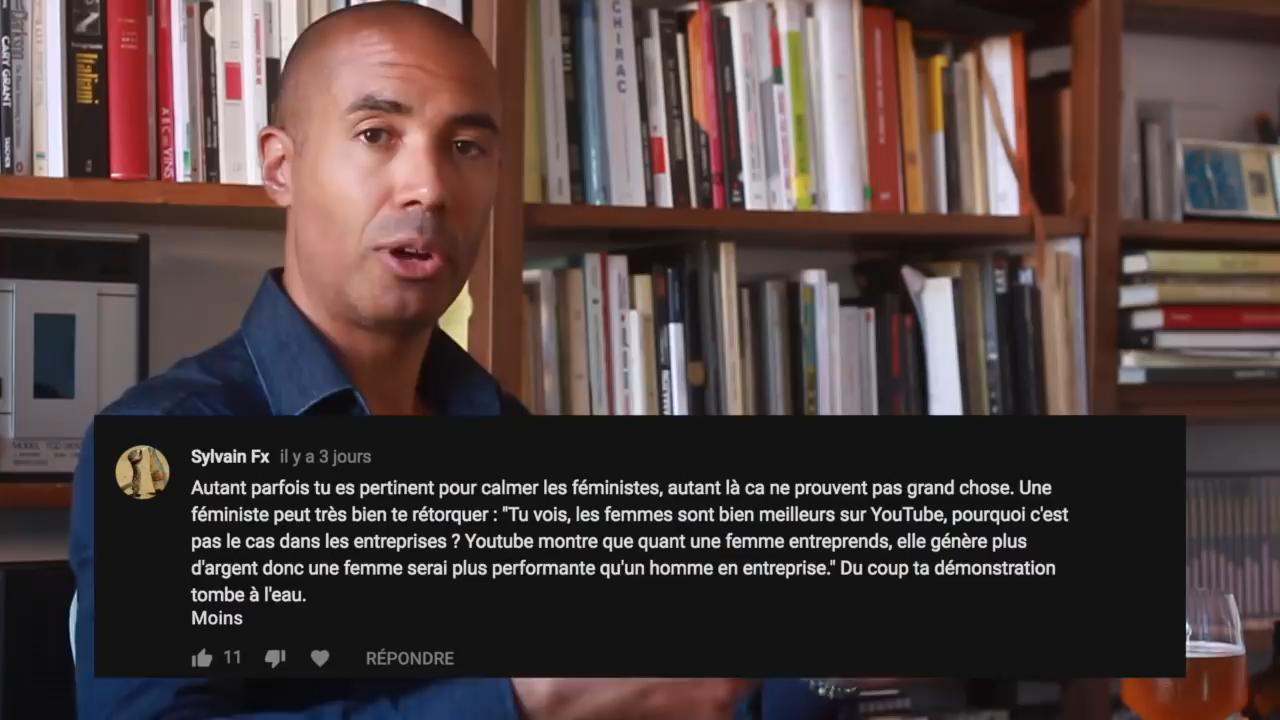 CARY GRANT
Italiani
CHIRAC
Sylvain Fx il y a 3 jours
Autant parfois tu es pertinent pour calmer les féministes, autant là ca ne prouvent pas grand chose. Une
féministe peut très bien te rétorquer : "Tu vois, les femmes sont bien meilleurs sur YouTube, pourquoi c'est
pas le cas dans les entreprises ? Youtube montre que quant une femme entreprends, elle génère plus
d'argent donc une femme serai plus performante qu'un homme en entreprise." Du coup ta démonstration
tombe à l'eau.
Moins
11
RÉPONDRE